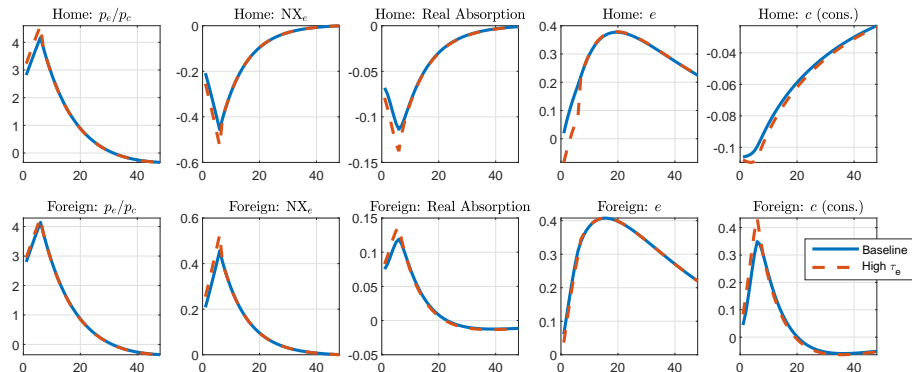 Home: p_e/p_c
Home: NX_e
Home: Real Absorption
Home: e
Home: c (cons.)
4
3
2
1
0
0 20 40
0
-0.2
-0.4
-0.6
0 20 40
0
-0.05
-0.1
-0.15
0 20 40
0.4
0.3
0.2
0.1
0
0 20 40
-0.04
-0.06
-0.08
-0.1
0 20 40
Foreign: p_e/p_c
Foreign: NX_e
Foreign: Real Absorption
Foreign: e
Foreign: c (cons.)
4
3
2
1
0
0 20 40
0.6
0.4
0.2
0
0 20 40
0.15
0.1
0.05
0
-0.05
0 20 40
0.4
0.3
0.2
0.1
0
0 20 40
0.4
0.3
0.2
0.1
0
0 20 40
Baseline
High τ_e